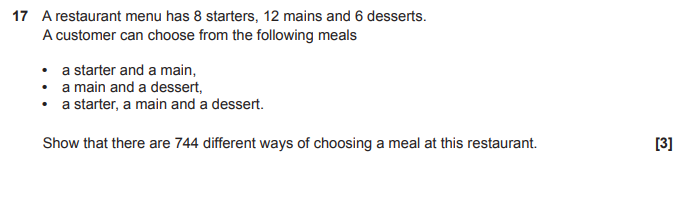 17 A restaurant menu has 8 starters, 12 mains and 6 desserts.
A customer can choose from the following meals
• a starter and a main,
• a main and a dessert,
• a starter, a main and a dessert.
Show that there are 744 different ways of choosing a meal at this restaurant. [3]